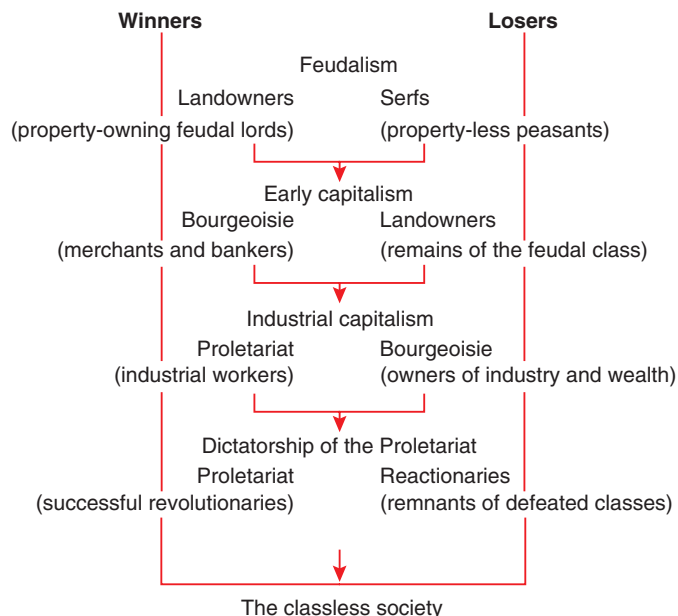 Winners Losers
Feudalism
Landowners Serfs
(property-owning feudal lords) (property-less peasants)
Early capitalism
Bourgeoisie Landowners
(merchants and bankers) (remains of the feudal class)
Industrial capitalism
Proletariat Bourgeoisie
(industrial workers) (owners of industry and wealth)
Dictatorship of the Proletariat
Proletariat Reactionaries
(successful revolutionaries) (remnants of defeated classes)
The classless society